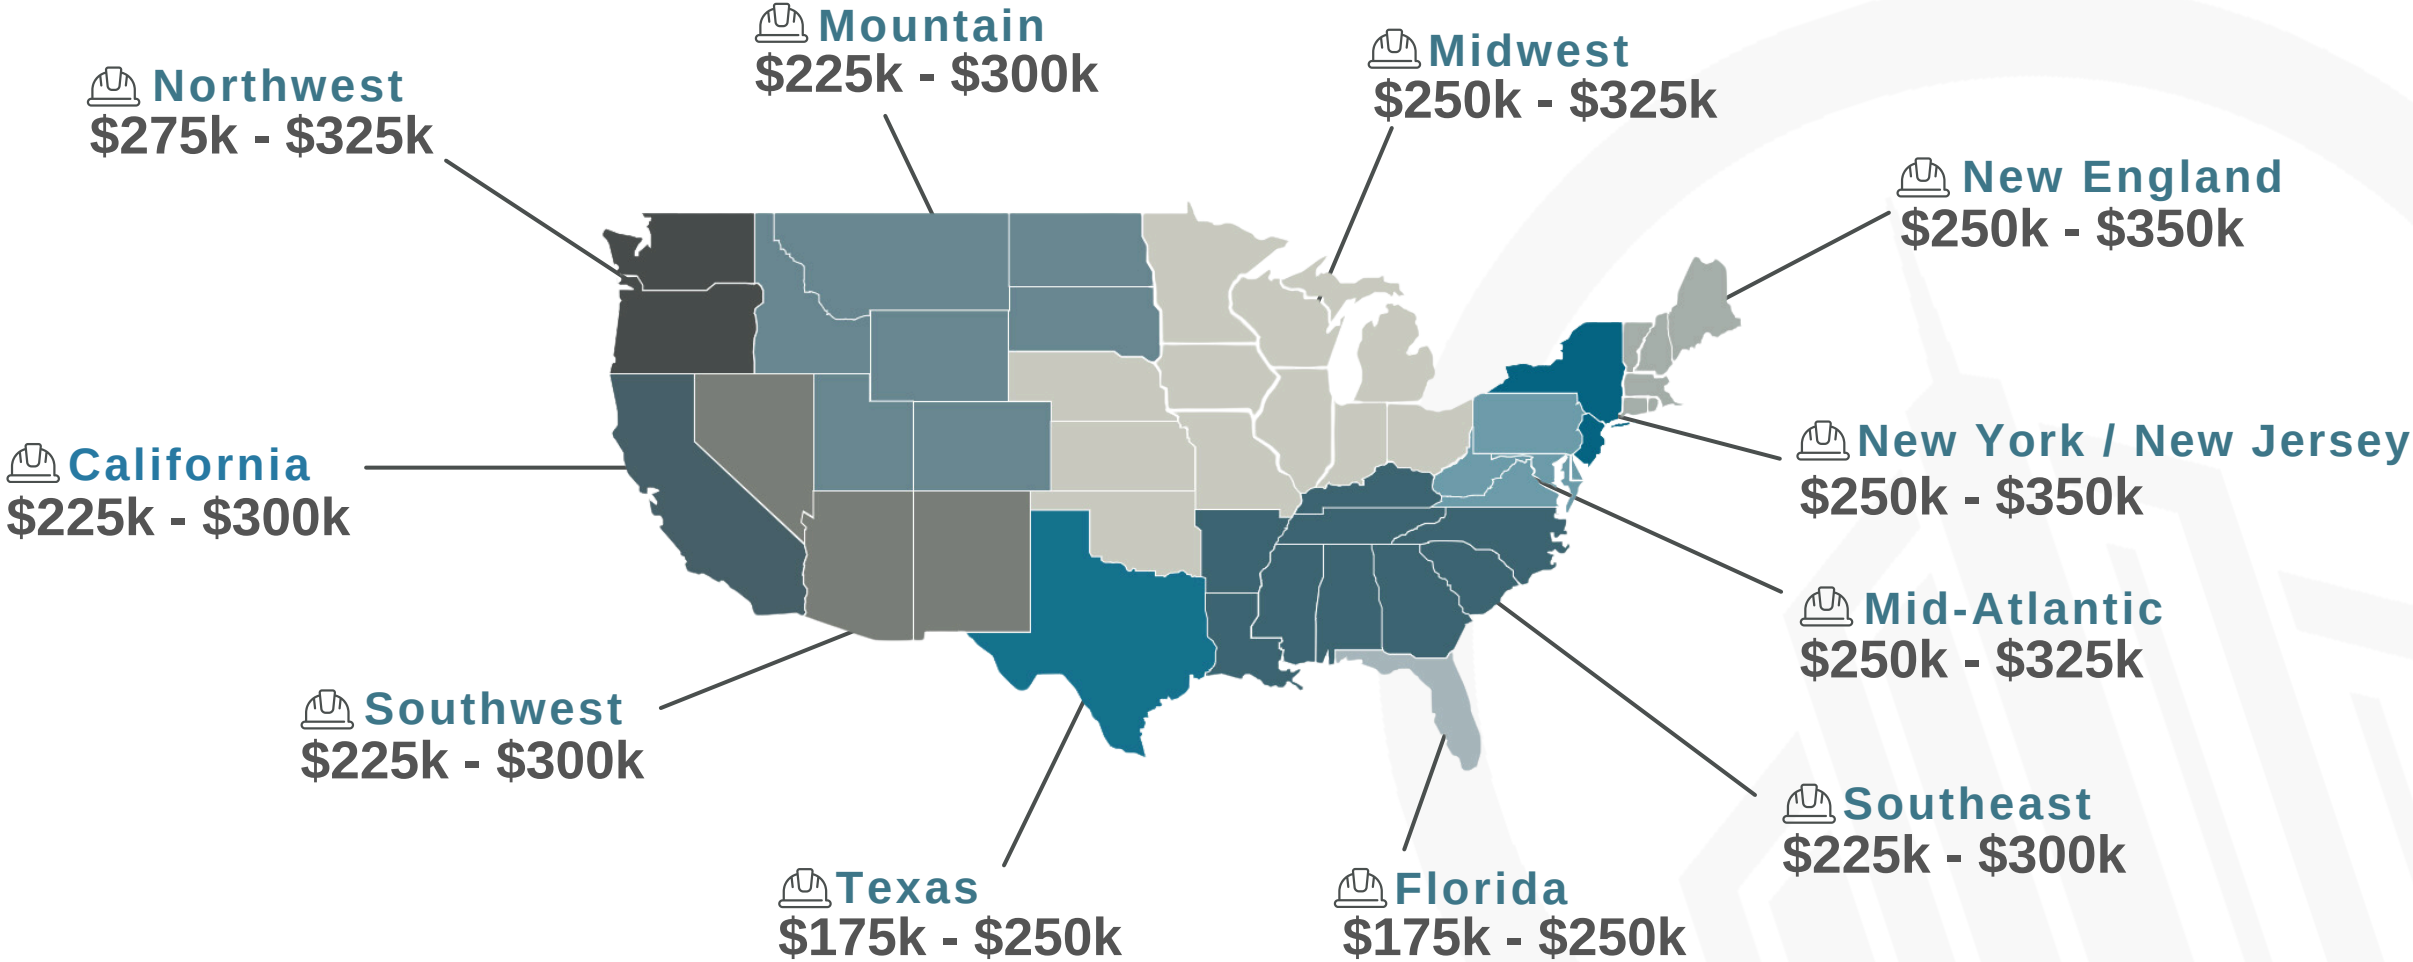 Mountain
$225k - $300k
Midwest
$250k - $325k
Northwest
$275k - $325k
New England
$250k - $350k
California
$225k - $300k
New York / New Jersey
$250k - $350k
Mid-Atlantic
$250k - $325k
Southwest
$225k - $300k
Southeast
$225k - $300k
Texas
$175k - $250k
Florida
$175k - $250k